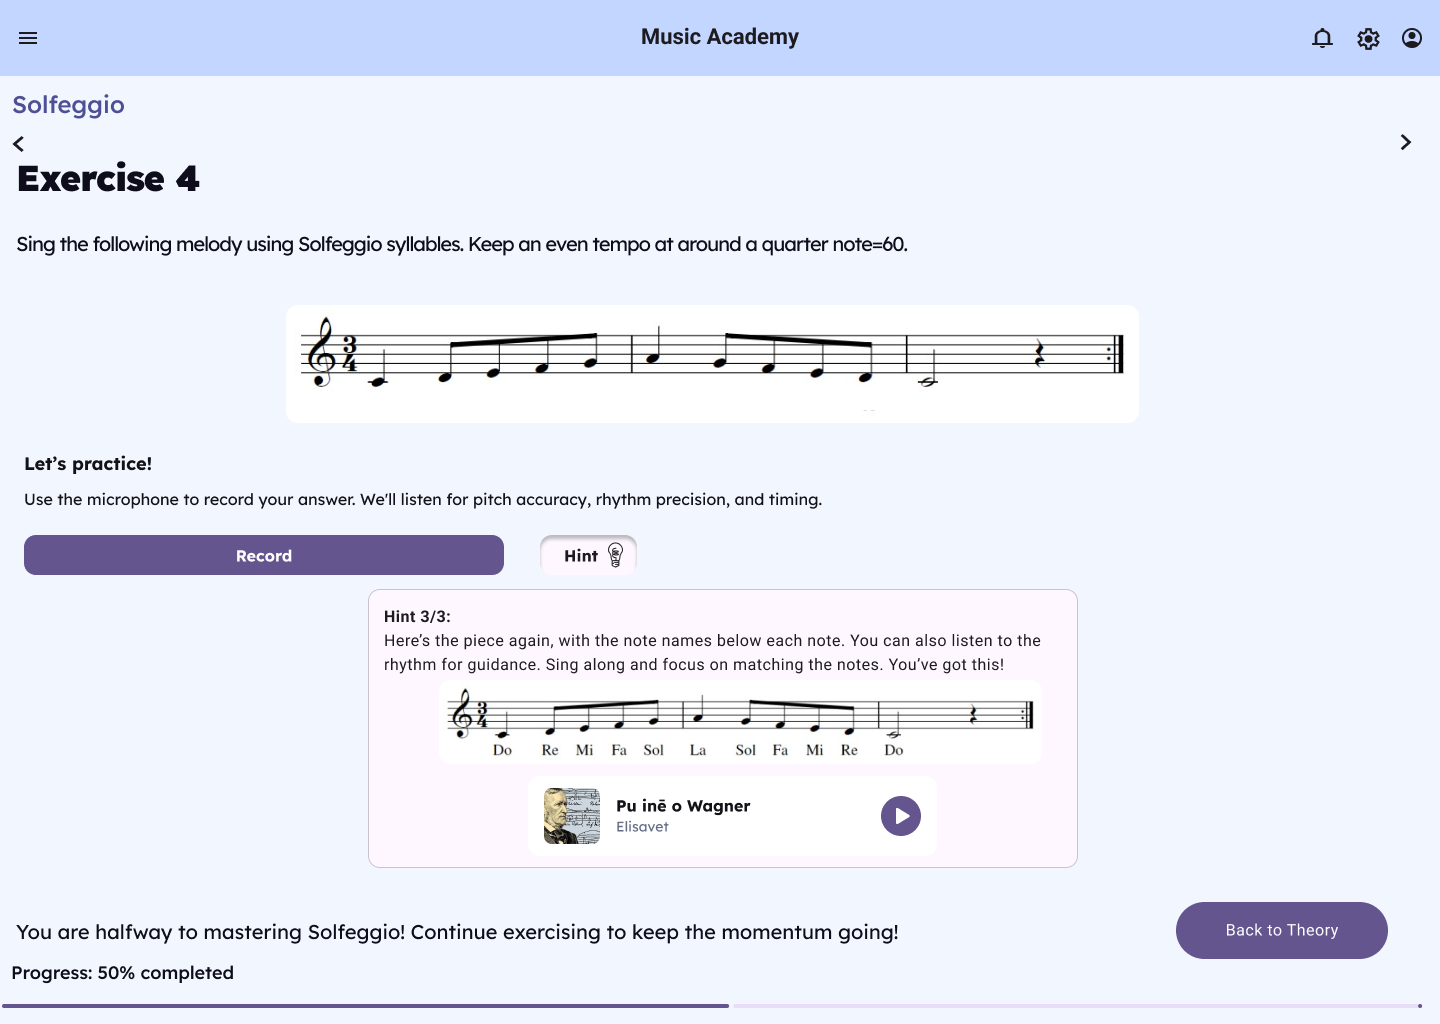 Music Academy
Solfeggio
Exercise 4
Sing the following melody using Solfeggio syllables. Keep an even tempo at around a quarter note=60.
3
4
Let's practice!
Use the microphone to record your answer. We'll listen for pitch accuracy, rhythm precision, and timing.
Record
Hint
Hint 3/3:
Here's the piece again, with the note names below each note. You can also listen to the
rhythm for guidance. Sing along and focus on matching the notes. You've got this!
3
4
Do Re Mi Fa Sol La Sol Fa Mi Re Do
Pu inē o Wagner
Elisavet
You are halfway to mastering Solfeggio! Continue exercising to keep the momentum going!
Back to Theory
Progress: 50% completed